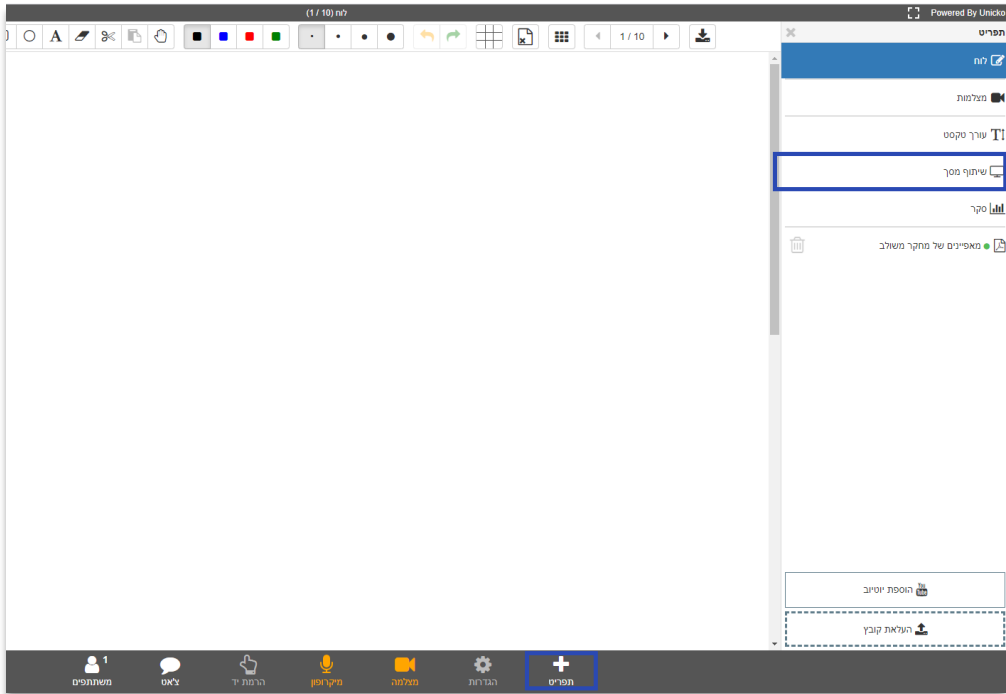 לוח (1 / 10)
Powered By Unicko
A
1 / 10
תפריט
לוח
מצלמות
עורך טקסט
שיתוף מסך
סקר
מאפיינים של מחקר משולב
הוספת יוטיוב
העלאת קובץ
תפריט
הגדרות
מצלמה
מיקרופון
הרמת יד
צ'אט
1
משתתפים